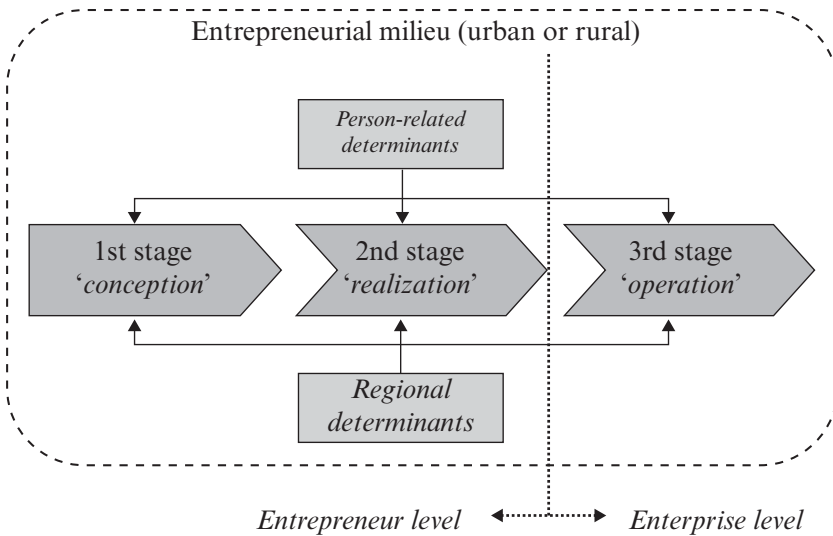 Entrepreneurial milieu (urban or rural)
Person-related
determinants
1st stage
‘conception’
2nd stage
‘realization’
3rd stage
‘operation’
Regional
determinants
Entrepreneur level
Enterprise level